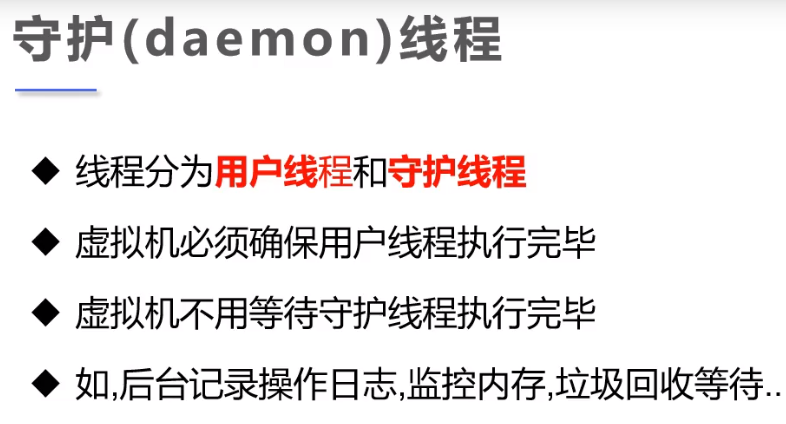 守护(daemon)线程
◆ 线程分为用户线程和守护线程
◆ 虚拟机必须确保用户线程执行完毕
◆ 虚拟机不用等待守护线程执行完毕
◆ 如,后台记录操作日志,监控内存,垃圾回收等待..